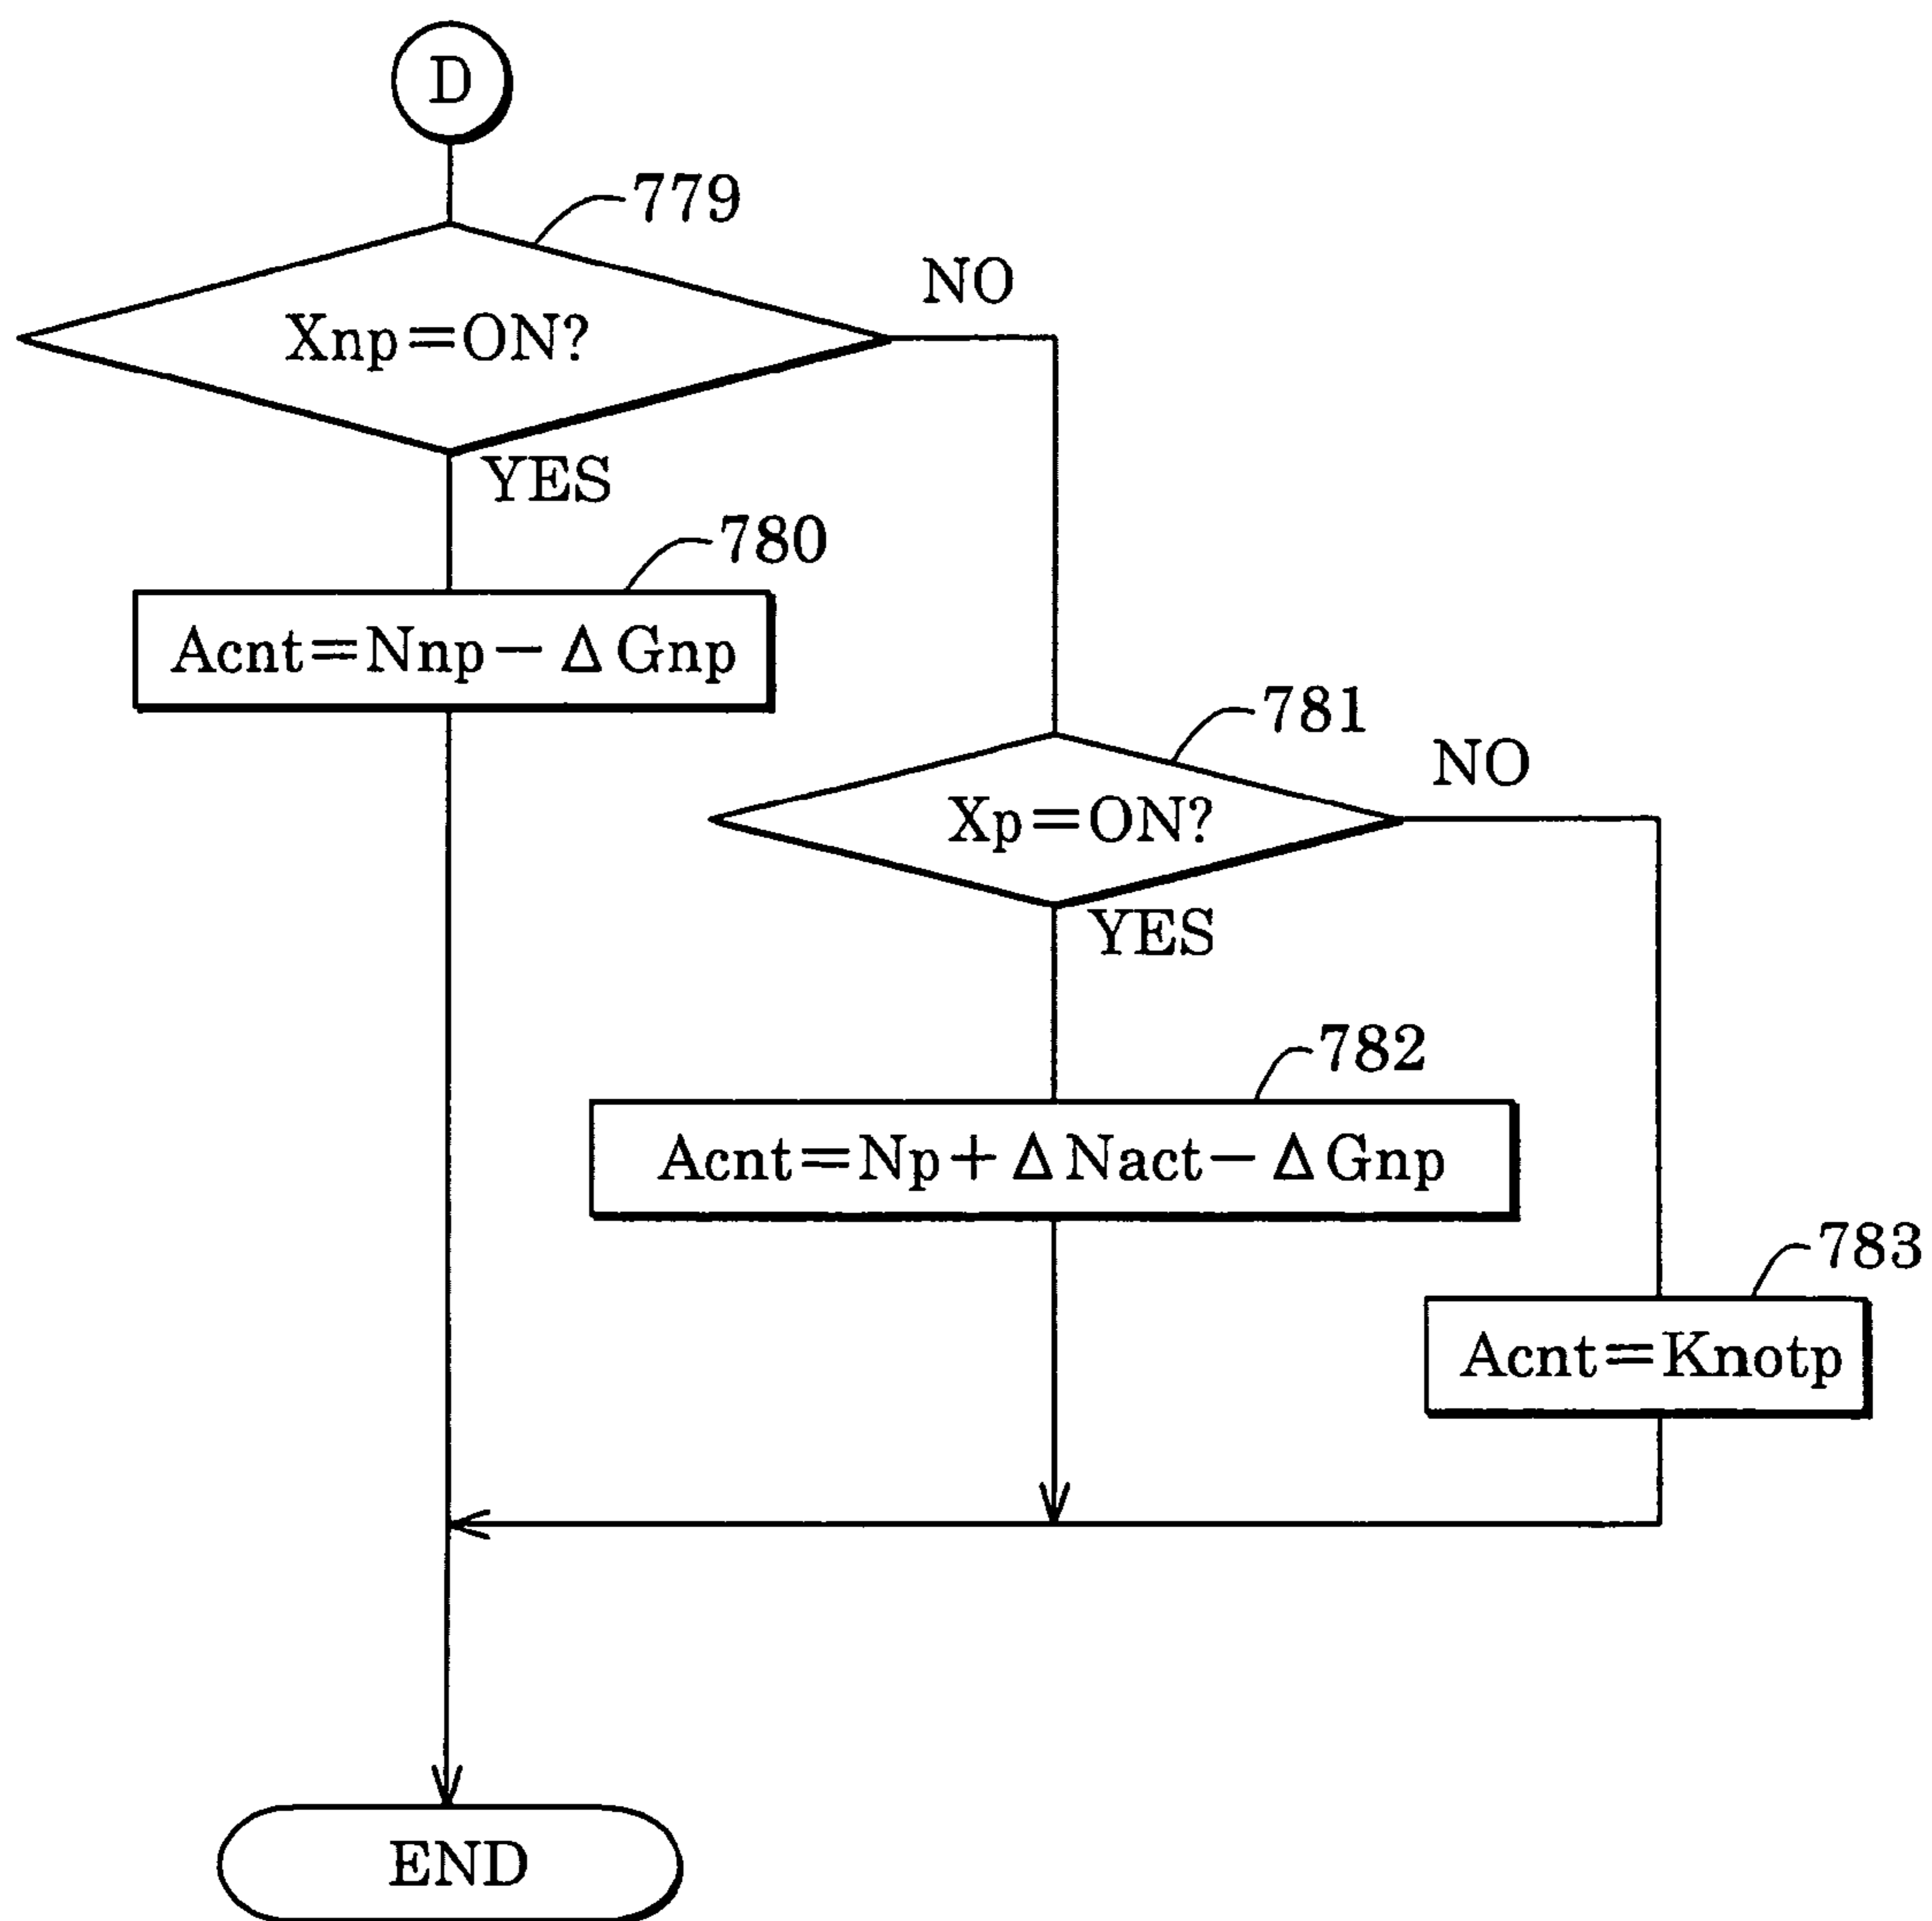 D
779
Xnp=ON?
NO
YES
780
Acnt=Nnp－ΔGnp
781
Xp=ON?
NO
YES
782
Acnt=Np+ΔNact－ΔGnp
783
Acnt=Knotp
END